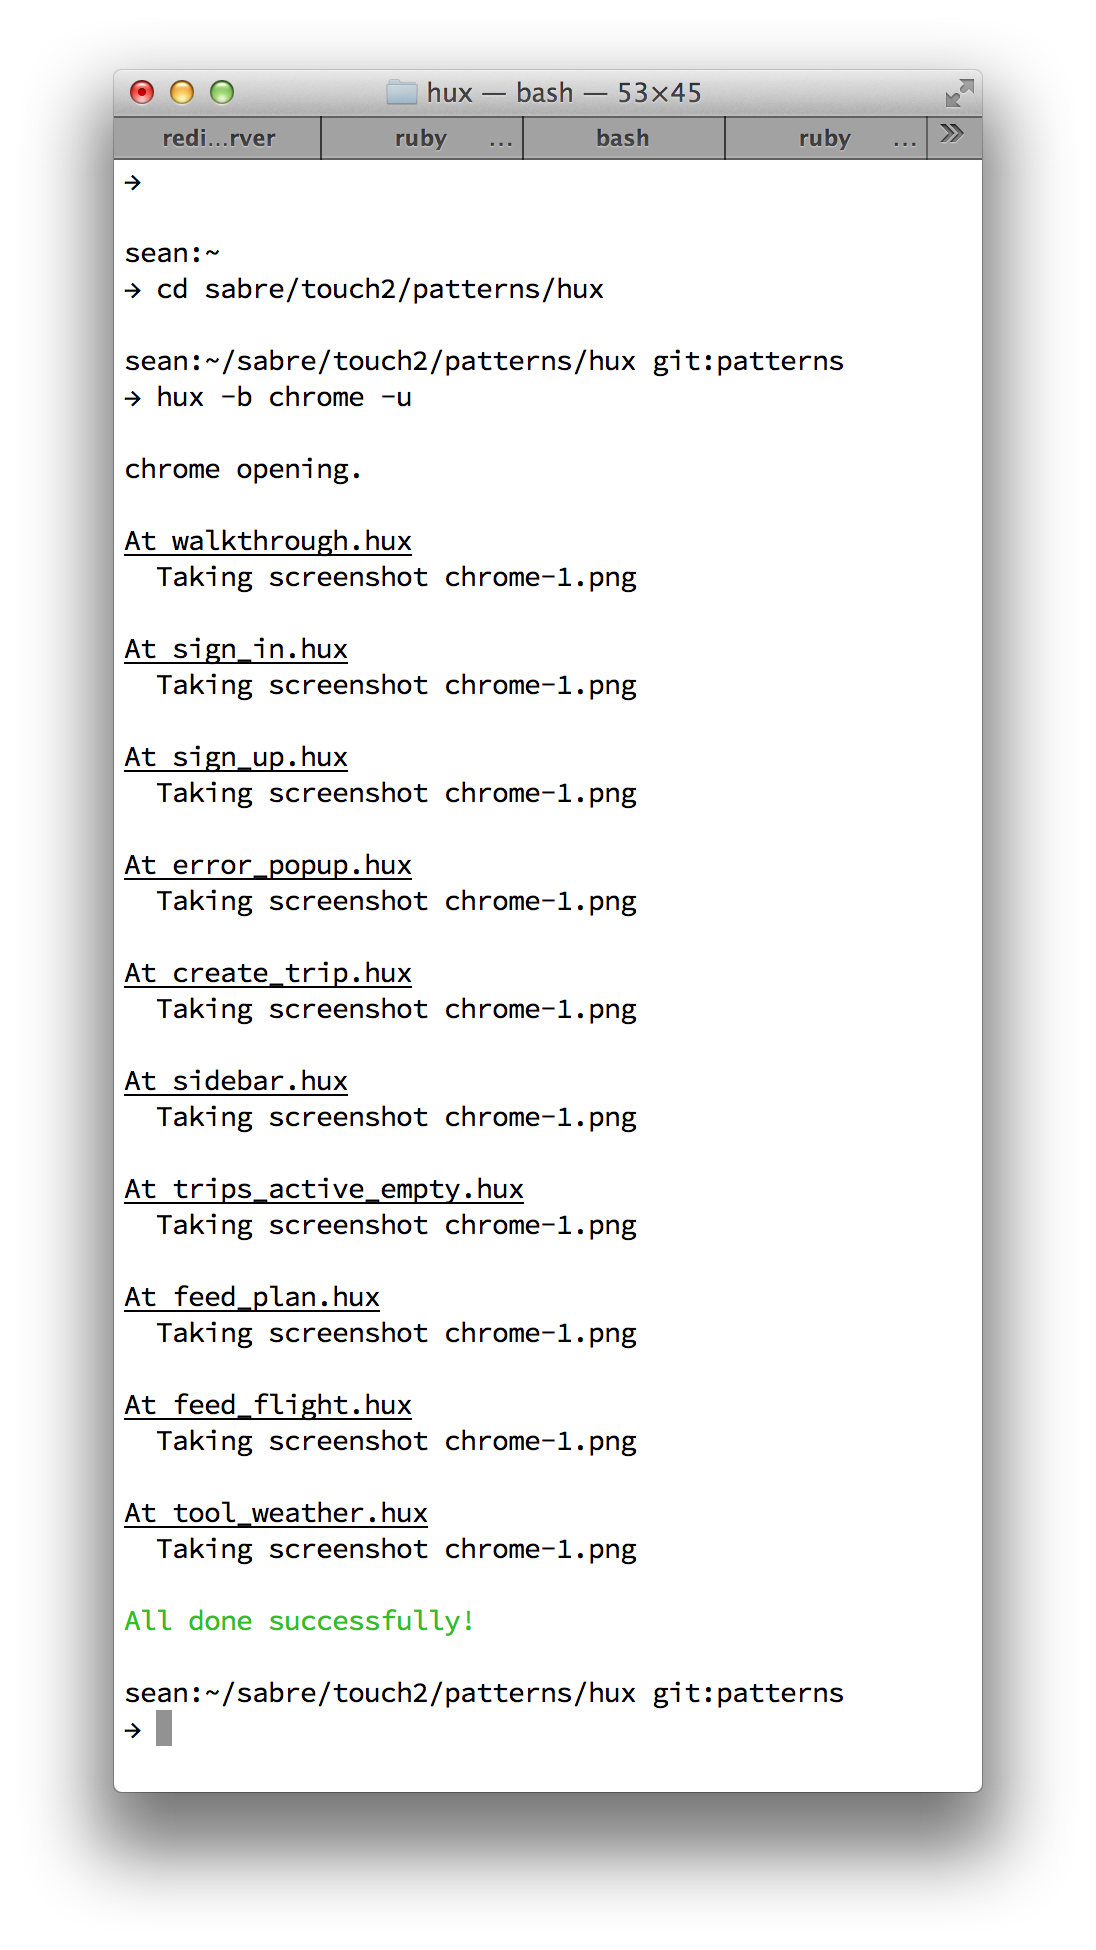 hux — bash — 53×45
redi...rver ruby ... bash ruby ... »
→
sean:~
→ cd sabre/touch2/patterns/hux
sean:~/sabre/touch2/patterns/hux git:patterns
→ hux -b chrome -u
chrome opening.
At walkthrough.hux
Taking screenshot chrome-1.png
At sign_in.hux
Taking screenshot chrome-1.png
At sign_up.hux
Taking screenshot chrome-1.png
At error_popup.hux
Taking screenshot chrome-1.png
At create_trip.hux
Taking screenshot chrome-1.png
At sidebar.hux
Taking screenshot chrome-1.png
At trips_active_empty.hux
Taking screenshot chrome-1.png
At feed_plan.hux
Taking screenshot chrome-1.png
At feed_flight.hux
Taking screenshot chrome-1.png
At tool_weather.hux
Taking screenshot chrome-1.png
All done successfully!
sean:~/sabre/touch2/patterns/hux git:patterns
→